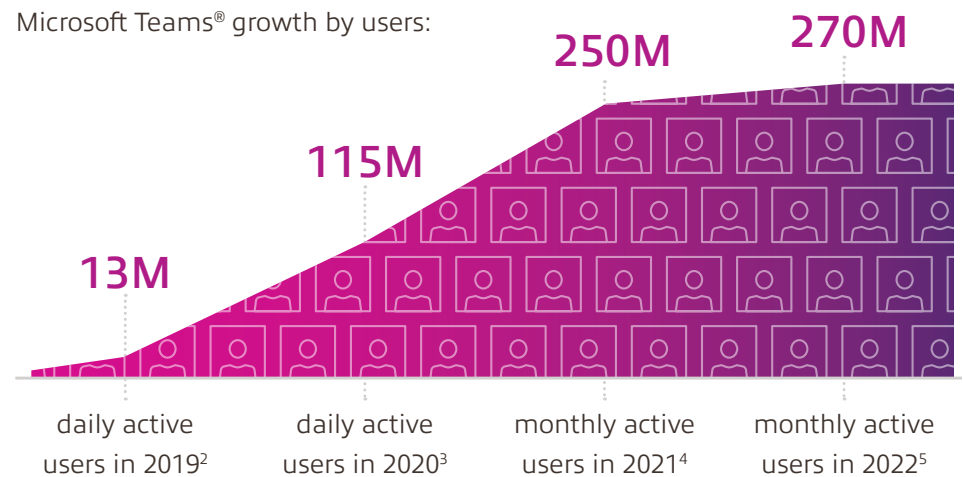 Microsoft Teams® growth by users:
13M
115M
250M
270M
daily active
users in 2019²
daily active
users in 2020³
monthly active
users in 2021⁴
monthly active
users in 2022⁵